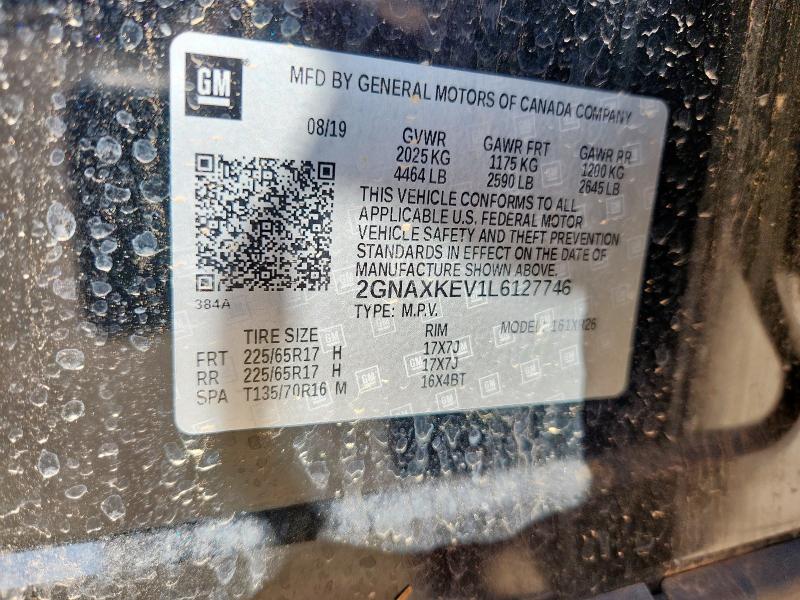 GM
MFD BY GENERAL MOTORS OF CANADA COMPANY
08/19
GVWR GAWR FRT GAWR RR
2025 KG 1175 KG 1200 KG
4464 LB 2590 LB 2645 LB
THIS VEHICLE CONFORMS TO ALL
APPLICABLE U.S. FEDERAL MOTOR
VEHICLE SAFETY AND THEFT PREVENTION
STANDARDS IN EFFECT ON THE DATE OF
MANUFACTURE SHOWN ABOVE.
384A
2GNAXKEV1L6127746
TYPE: M.P.V.
TIRE SIZE RIM MODEL:
FRT 225/65R17 H 17X7J
RR 225/65R17 H 17X7J
SPA T135/70R16 M 16X4BT